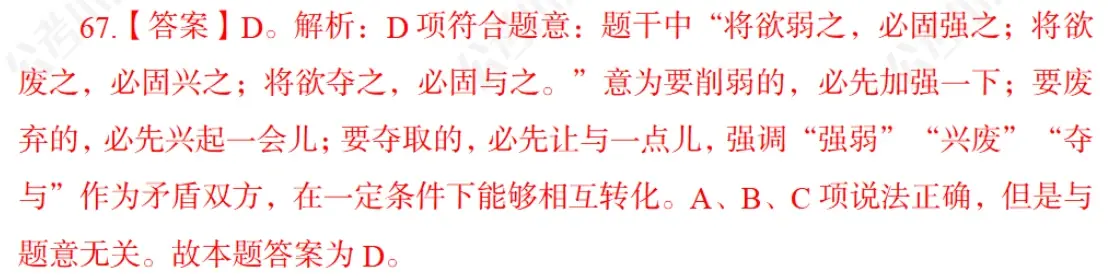 67.【答案】D。解析：D 项符合题意：题干中“将欲弱之，必固强之；将欲
废之，必固兴之；将欲夺之，必固与之。”意为要削弱的，必先加强一下；要废
弃的，必先兴起一会儿；要夺取的，必先让与一点儿，强调“强弱”“兴废”“夺
与”作为矛盾双方，在一定条件下能够相互转化。A、B、C 项说法正确，但是与
题意无关。故本题答案为 D。